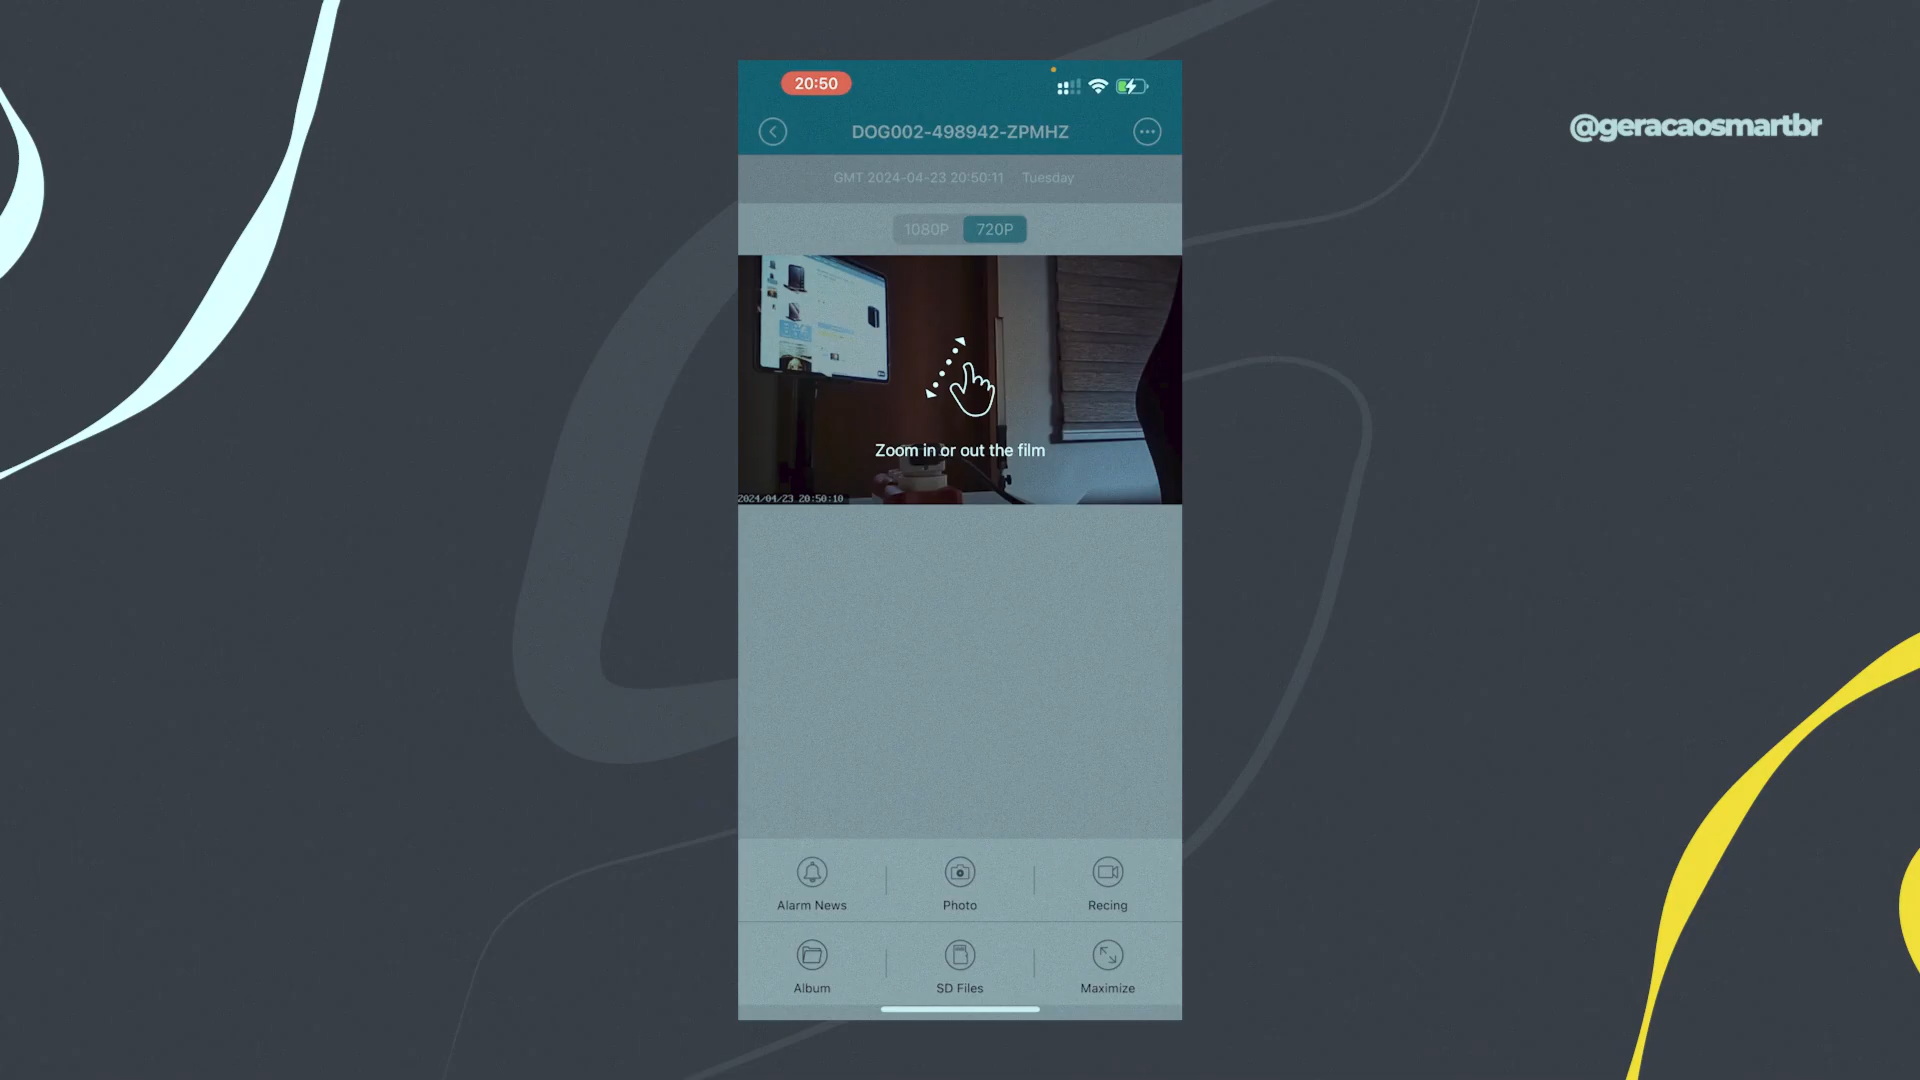 20:50
@geracaosmartbr
DOG002-498942-ZPMHZ
GMT 2024-04-23 20:50:11 Tuesday
1080P 720P
Zoom in or out the film
2024/04/23 20:50:10
Alarm News Photo Recing
Album SD Files Maximize